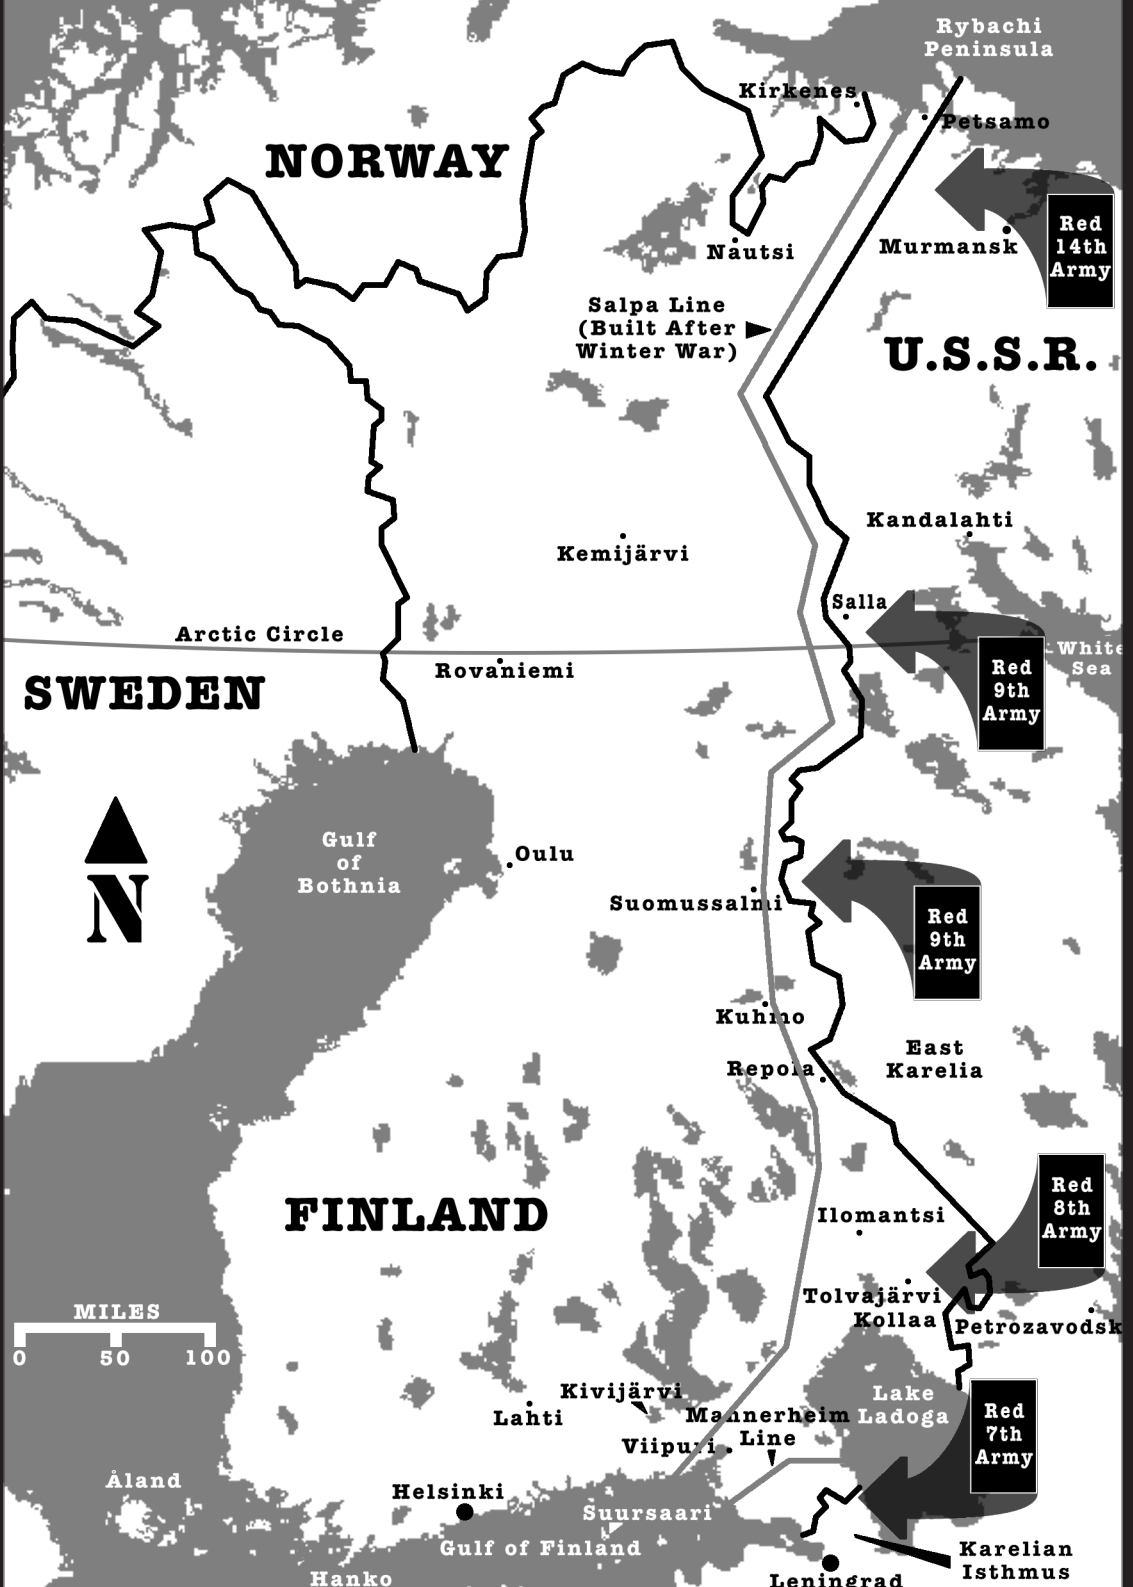 Rybachi
Peninsula
Kirkenes
Petsamo
NORWAY
Red
14th
Army
Murmansk
Nautsi
Salpa Line
(Built After
Winter War)
U.S.S.R.
Kandalahti
Kemijärvi
Salla
Arctic Circle
White
Sea
Rovaniemi
Red
9th
Army
SWEDEN
Gulf
of
Bothnia
Oulu
N
Suomussalmi
Red
9th
Army
Kuhmo
East
Karelia
Repola
Red
8th
Army
FINLAND
Ilomantsi
Tolvajärvi
MILES
0 50 100
Kollaa
Petrozavodsk
Kivijärvi
Lake
Ladoga
Red
7th
Army
Lahti
Mannerheim
Line
Viipuri
Åland
Helsinki
Suursaari
Gulf of Finland
Karelian
Isthmus
Hanko
Leningrad